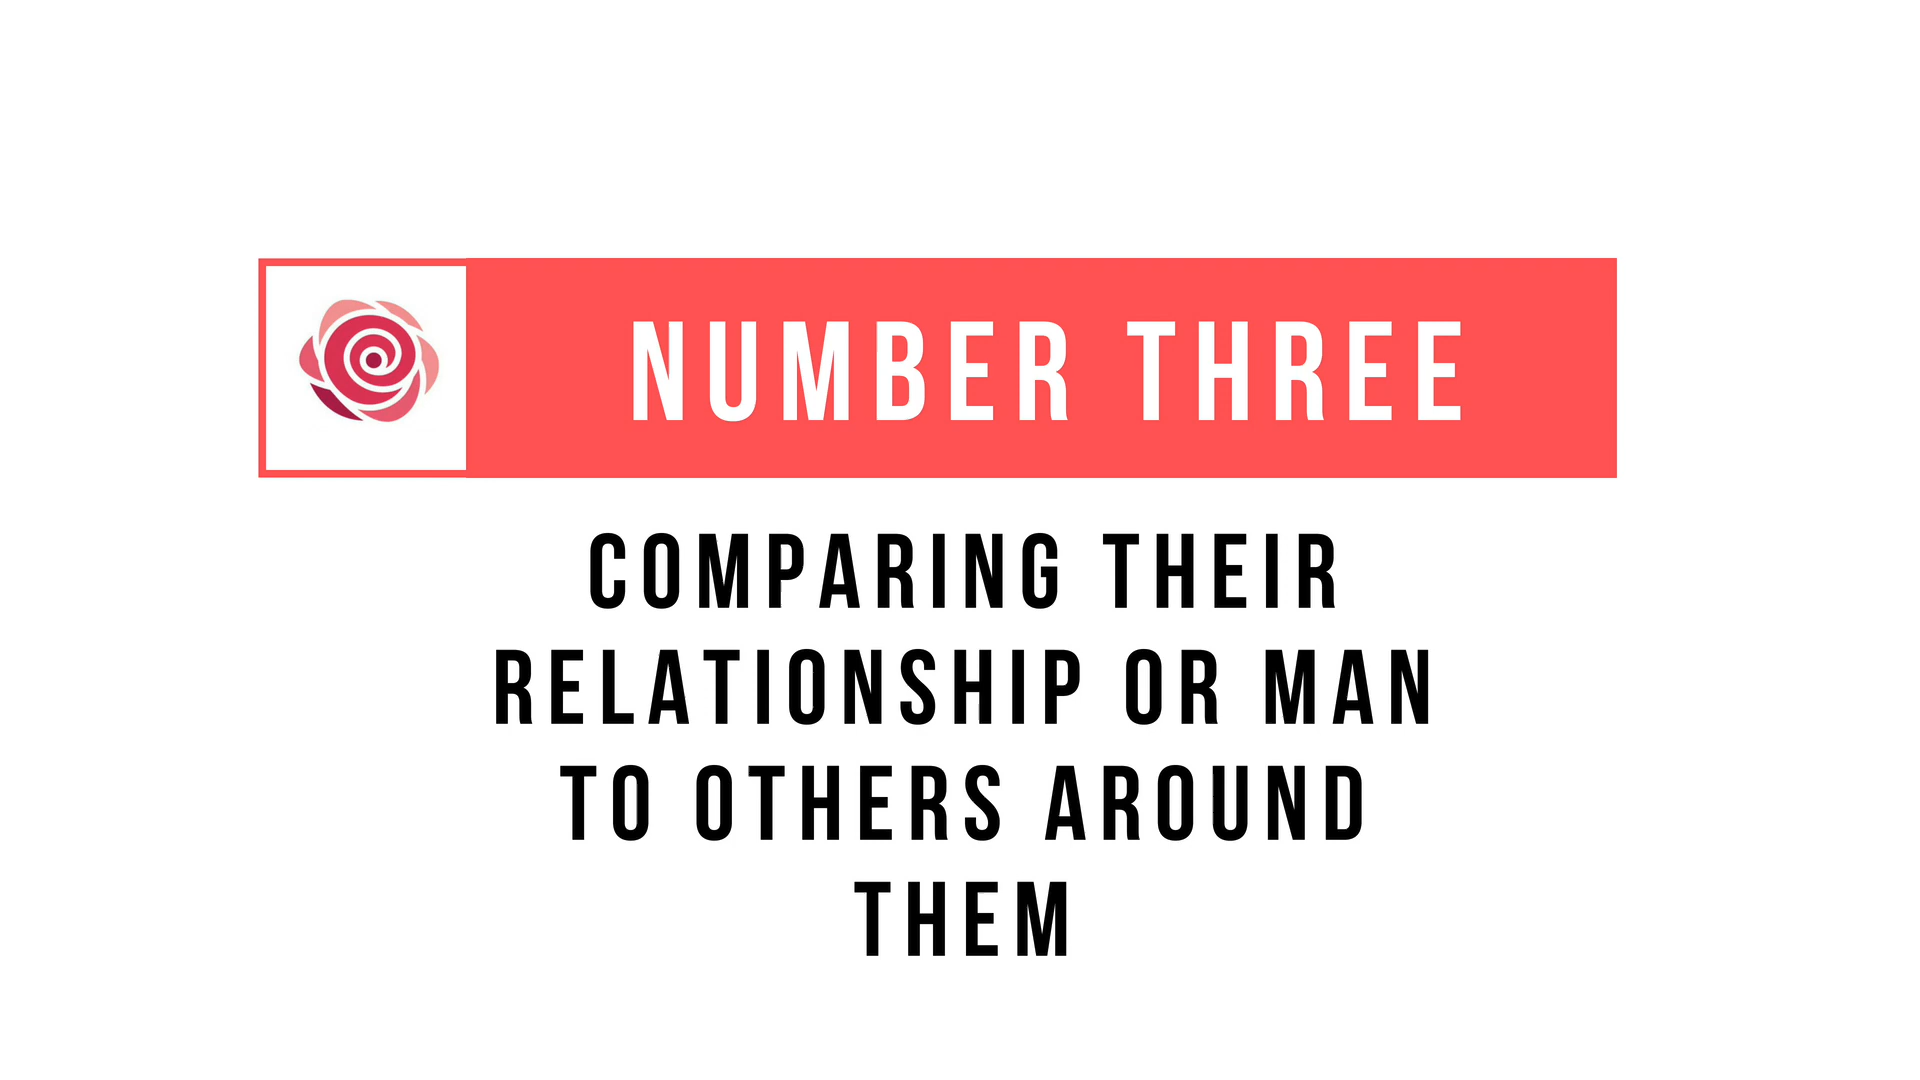 NUMBER THREE
COMPARING THEIR
RELATIONSHIP OR MAN
TO OTHERS AROUND
THEM